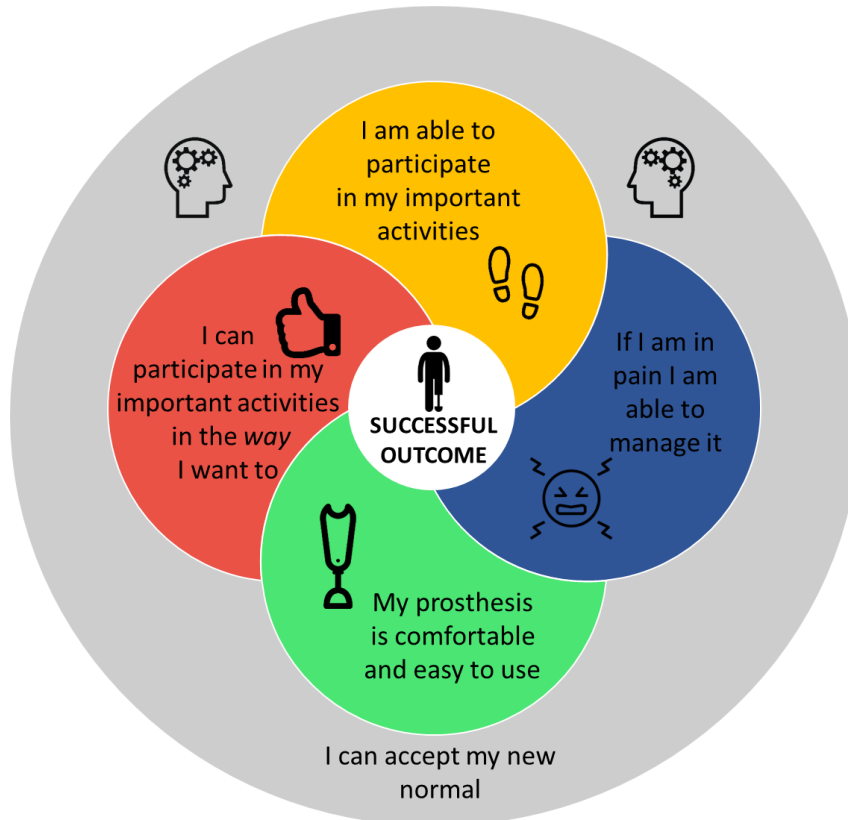 I am able to
participate
in my important
activities
I can
participate in my
important activities
in the way
I want to
If I am in
pain I am
able to
manage it
SUCCESSFUL
OUTCOME
My prosthesis
is comfortable
and easy to use
I can accept my new
normal